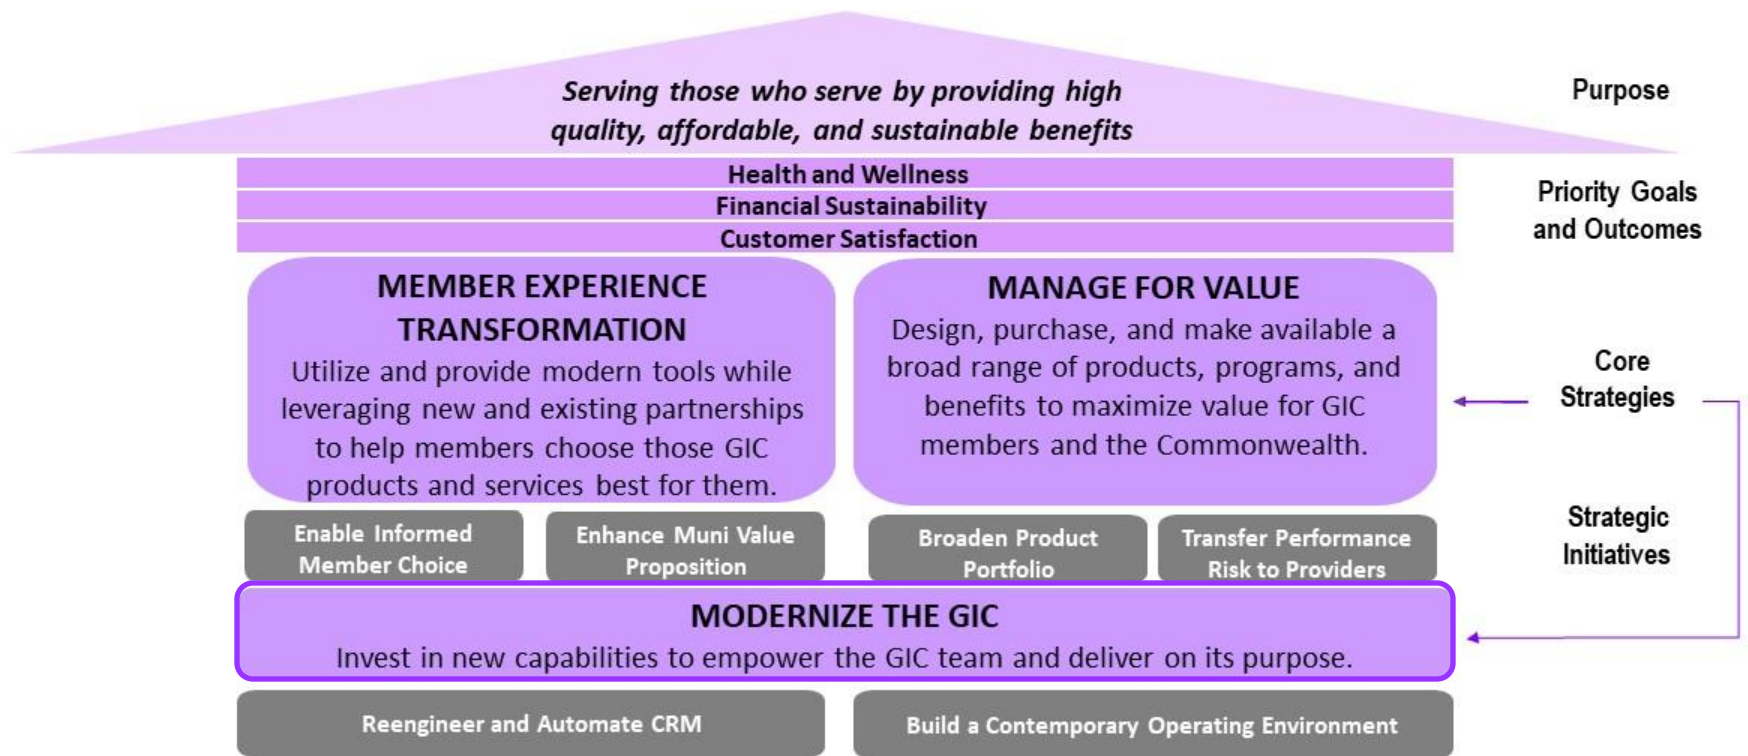 Serving those who serve by providing high
quality, affordable, and sustainable benefits
Purpose
Health and Wellness
Financial Sustainability
Customer Satisfaction
Priority Goals
and Outcomes
MEMBER EXPERIENCE
TRANSFORMATION
Utilize and provide modern tools while
leveraging new and existing partnerships
to help members choose those GIC
products and services best for them.
MANAGE FOR VALUE
Design, purchase, and make available a
broad range of products, programs, and
benefits to maximize value for GIC
members and the Commonwealth.
Core
Strategies
Enable Informed
Member Choice
Enhance Muni Value
Proposition
Broaden Product
Portfolio
Transfer Performance
Risk to Providers
Strategic
Initiatives
MODERNIZE THE GIC
Invest in new capabilities to empower the GIC team and deliver on its purpose.
Reengineer and Automate CRM
Build a Contemporary Operating Environment